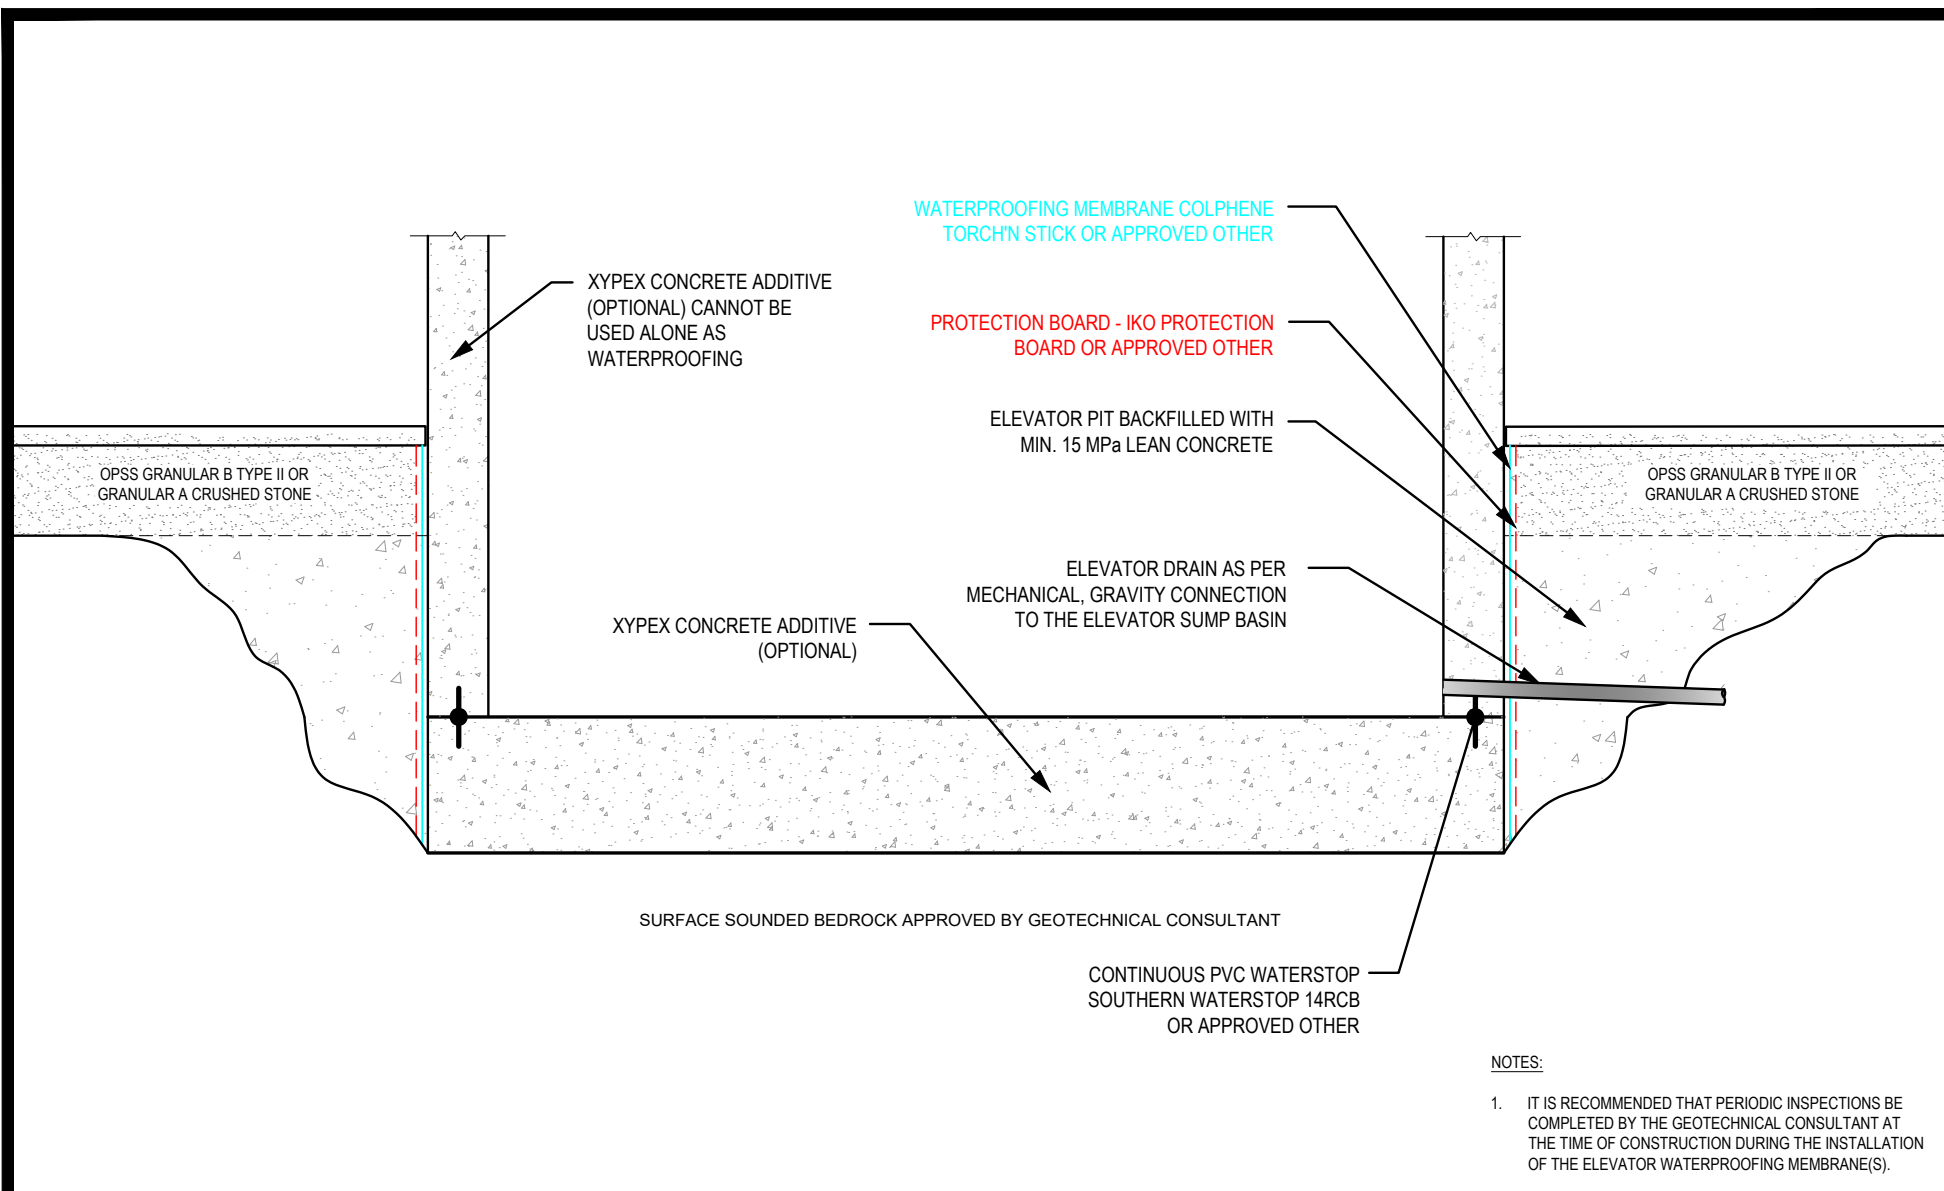 WATERPROOFING MEMBRANE COLPHENE
TORCH'N STICK OR APPROVED OTHER
XYPEX CONCRETE ADDITIVE
(OPTIONAL) CANNOT BE
USED ALONE AS
WATERPROOFING
PROTECTION BOARD - IKO PROTECTION
BOARD OR APPROVED OTHER
ELEVATOR PIT BACKFILLED WITH
MIN. 15 MPa LEAN CONCRETE
OPSS GRANULAR B TYPE II OR
GRANULAR A CRUSHED STONE
OPSS GRANULAR B TYPE II OR
GRANULAR A CRUSHED STONE
ELEVATOR DRAIN AS PER
MECHANICAL, GRAVITY CONNECTION
TO THE ELEVATOR SUMP BASIN
XYPEX CONCRETE ADDITIVE
(OPTIONAL)
SURFACE SOUNDED BEDROCK APPROVED BY GEOTECHNICAL CONSULTANT
CONTINUOUS PVC WATERSTOP
SOUTHERN WATERSTOP 14RCB
OR APPROVED OTHER
NOTES:
1. IT IS RECOMMENDED THAT PERIODIC INSPECTIONS BE
COMPLETED BY THE GEOTECHNICAL CONSULTANT AT
THE TIME OF CONSTRUCTION DURING THE INSTALLATION
OF THE ELEVATOR WATERPROOFING MEMBRANE(S).